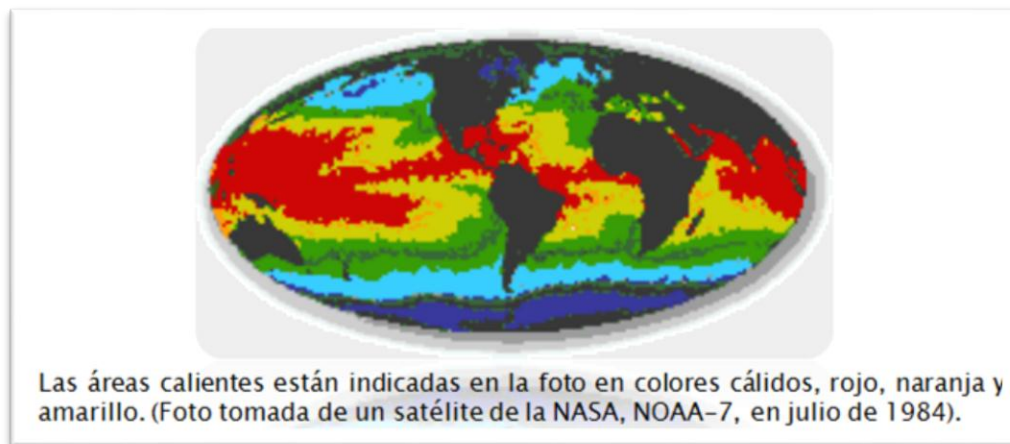 Las áreas calientes están indicadas en la foto en colores cálidos, rojo, naranja y
amarillo. (Foto tomada de un satélite de la NASA, NOAA-7, en julio de 1984).